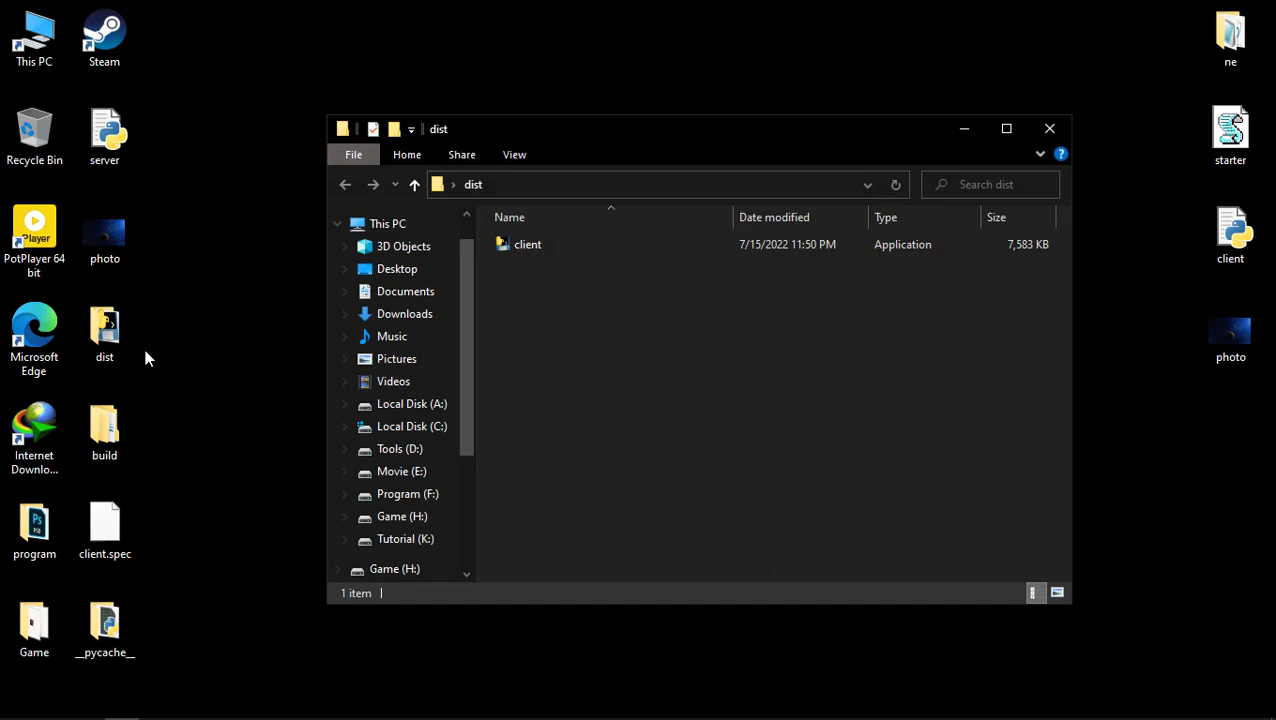 This PC
Steam
Recycle Bin
server
Player
PotPlayer 64
bit
photo
Microsoft
Edge
dist
Internet
Downlo...
build
Ps
program
client.spec
Game
__pycache__
dist
File Home Share View
dist
Search dist
This PC
3D Objects
Desktop
Documents
Downloads
Music
Pictures
Videos
Local Disk (A:)
Local Disk (C:)
Tools (D:)
Movie (E:)
Program (F:)
Game (H:)
Tutorial (K:)
Game (H:)
Name Date modified Type Size
client 7/15/2022 11:50 PM Application 7,583 KB
1 item
ne
starter
client
photo